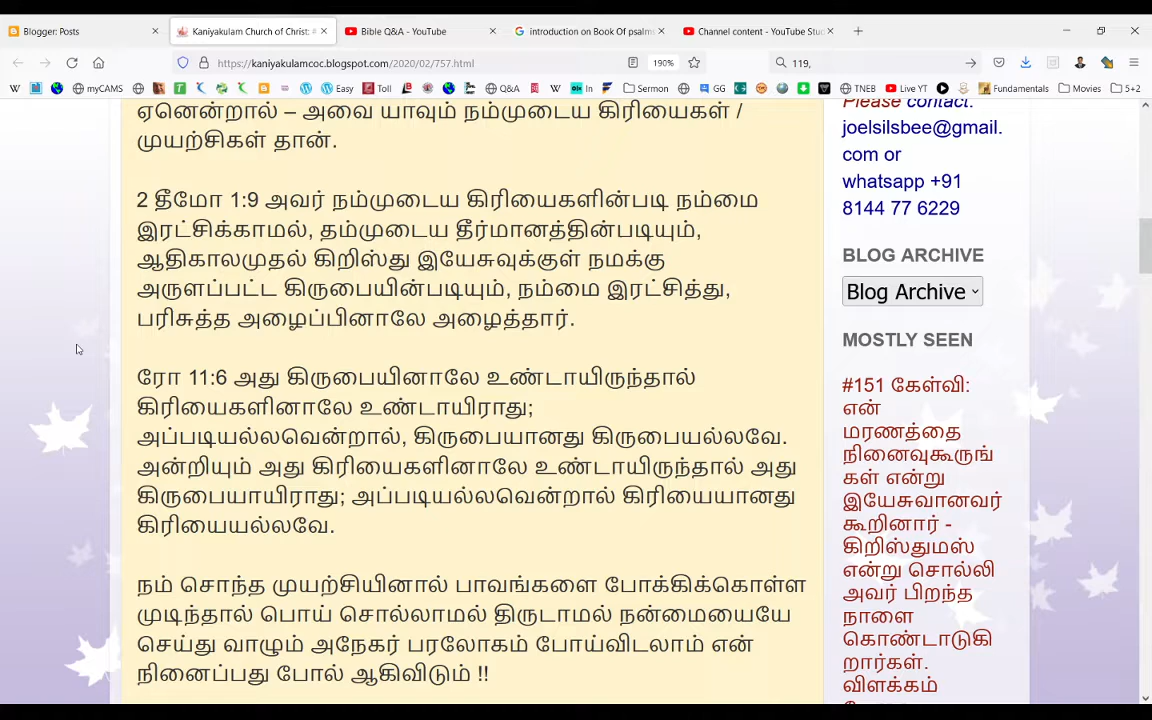 Blogger: Posts
Kaniyakulam Church of Christ: #
Bible Q&A - YouTube
introduction on Book Of psalms
Channel content - YouTube Stud
https://kaniyakulamcoc.blogspot.com/2020/02/757.html
190%
119,
myCAMS
Toll
Q&A
Easy
In
Sermon
GG
TNEB
Live YT
Fundamentals
Movies
5+2
ஏனென்றால் – அவை யாவும் நம்முடைய கிரியைகள் /
முயற்சிகள் தான்.
2 தீமோ 1:9 அவர் நம்முடைய கிரியைகளின்படி நம்மை
இரட்சிக்காமல், தம்முடைய தீர்மானத்தின்படியும்,
ஆதிகாலமுதல் கிறிஸ்து இயேசுவுக்குள் நமக்கு
அருளப்பட்ட கிருபையின்படியும், நம்மை இரட்சித்து,
பரிசுத்த அழைப்பினாலே அழைத்தார்.
ரோ 11:6 அது கிருபையினாலே உண்டாயிருந்தால்
கிரியைகளினாலே உண்டாயிராது;
அப்படியல்லவென்றால், கிருபையானது கிருபையல்லவே.
அன்றியும் அது கிரியைகளினாலே உண்டாயிருந்தால் அது
கிருபையாயிராது; அப்படியல்லவென்றால் கிரியையானது
கிரியையல்லவே.
நம் சொந்த முயற்சியினால் பாவங்களை போக்கிக்கொள்ள
முடிந்தால் பொய் சொல்லாமல் திருடாமல் நன்மையையே
செய்து வாழும் அநேகர் பரலோகம் போய்விடலாம் என்
நினைப்பது போல் ஆகிவிடும் !!
Please contact:
joelsilsbee@gmail.
com or
whatsapp +91
8144 77 6229
BLOG ARCHIVE
Blog Archive
MOSTLY SEEN
#151 கேள்வி:
என்
மரணத்தை
நினைவுகூருங்
கள் என்று
இயேசுவானவர்
கூறினார் -
கிறிஸ்துமஸ்
என்று சொல்லி
அவர் பிறந்த
நாளை
கொண்டாடுகி
றார்கள்.
விளக்கம்